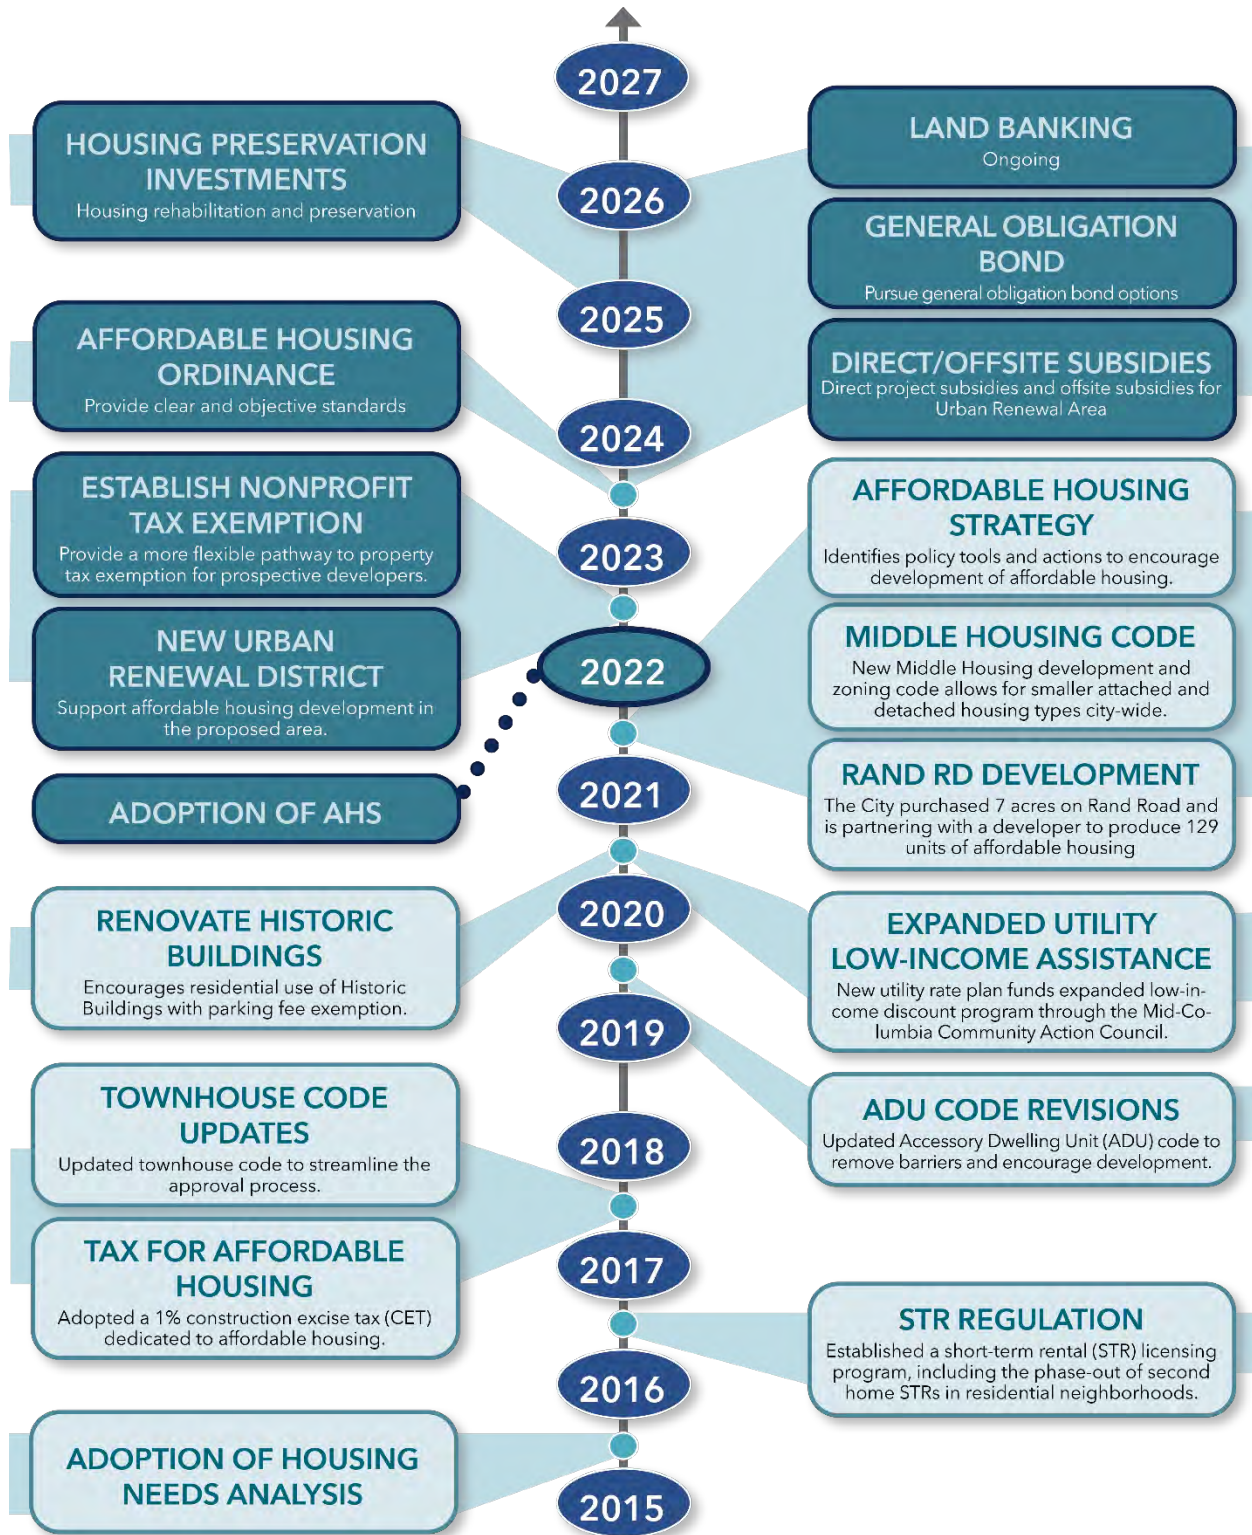 2027
HOUSING PRESERVATION
INVESTMENTS
Housing rehabilitation and preservation
LAND BANKING
Ongoing
2026
GENERAL OBLIGATION
BOND
Pursue general obligation bond options
2025
AFFORDABLE HOUSING
ORDINANCE
Provide clear and objective standards
DIRECT/OFFSITE SUBSIDIES
Direct project subsidies and offsite subsidies for
Urban Renewal Area
2024
ESTABLISH NONPROFIT
TAX EXEMPTION
Provide a more flexible pathway to property
tax exemption for prospective developers.
AFFORDABLE HOUSING
STRATEGY
Identifies policy tools and actions to encourage
development of affordable housing.
2023
NEW URBAN
RENEWAL DISTRICT
Support affordable housing development in
the proposed area.
MIDDLE HOUSING CODE
New Middle Housing development and
zoning code allows for smaller attached and
detached housing types city-wide.
2022
ADOPTION OF AHS
RAND RD DEVELOPMENT
The City purchased 7 acres on Rand Road and
is partnering with a developer to produce 129
units of affordable housing
2021
RENOVATE HISTORIC
BUILDINGS
Encourages residential use of Historic
Buildings with parking fee exemption.
2020
EXPANDED UTILITY
LOW-INCOME ASSISTANCE
New utility rate plan funds expanded low-in-
come discount program through the Mid-Co-
lumbia Community Action Council.
2019
TOWNHOUSE CODE
UPDATES
Updated townhouse code to streamline the
approval process.
ADU CODE REVISIONS
Updated Accessory Dwelling Unit (ADU) code to
remove barriers and encourage development.
2018
TAX FOR AFFORDABLE
HOUSING
Adopted a 1% construction excise tax (CET)
dedicated to affordable housing.
2017
STR REGULATION
Established a short-term rental (STR) licensing
program, including the phase-out of second
home STRs in residential neighborhoods.
2016
ADOPTION OF HOUSING
NEEDS ANALYSIS
2015